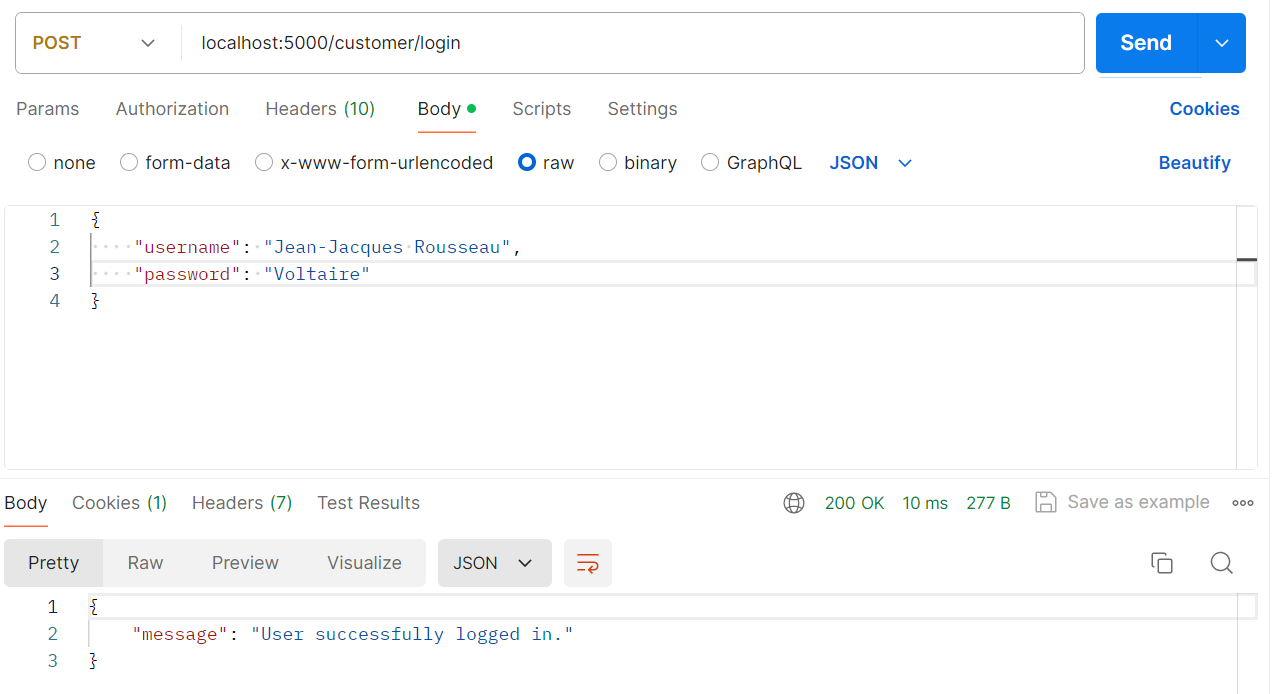 POST localhost:5000/customer/login Send
Params Authorization Headers (10) Body Scripts Settings Cookies
none form-data x-www-form-urlencoded raw binary GraphQL JSON Beautify
1 {
2 "username": "Jean-Jacques Rousseau",
3 "password": "Voltaire"
4 }
Body Cookies (1) Headers (7) Test Results 200 OK 10 ms 277 B Save as example
Pretty Raw Preview Visualize JSON
1 {
2 "message": "User successfully logged in."
3 }